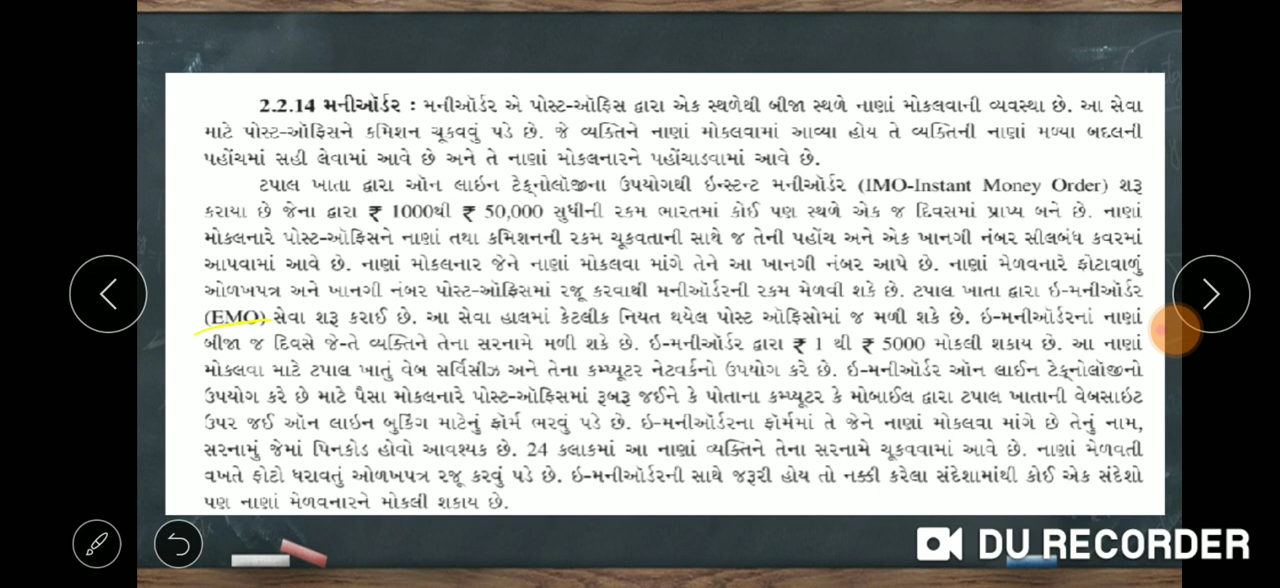 2.2.14 મનીઑર્ડર : મનીઑર્ડર એ પોસ્ટ-ઑફિસ દ્વારા એક સ્થળેથી બીજા સ્થળે નાણાં મોકલવાની વ્યવસ્થા છે. આ સેવા
માટે પોસ્ટ-ઑફિસને કમિશન ચૂકવવું પડે છે. જે વ્યક્તિને નાણાં મોકલવામાં આવ્યા હોય તે વ્યક્તિની નાણાં મળ્યા બદલની
પહોંચમાં સહી લેવામાં આવે છે અને તે નાણાં મોકલનારને પહોંચાડવામાં આવે છે.
ટપાલ ખાતા દ્વારા ઑન લાઇન ટેક્નોલૉજીના ઉપયોગથી ઇન્સ્ટન્ટ મનીઑર્ડર (IMO-Instant Money Order) શરૂ
કરાયા છે જેના દ્વારા ₹ 1000થી ₹ 50,000 સુધીની રકમ ભારતમાં કોઈ પણ સ્થળે એક જ દિવસમાં પ્રાપ્ય બને છે. નાણાં
મોકલનારે પોસ્ટ-ઑફિસને નાણાં તથા કમિશનની રકમ ચૂકવતાની સાથે જ તેની પહોંચ અને એક ખાનગી નંબર સીલબંધ કવરમાં
આપવામાં આવે છે. નાણાં મોકલનાર જેને નાણાં મોકલવા માંગે તેને આ ખાનગી નંબર આપે છે. નાણાં મેળવનારે ફોટાવાળું
ઓળખપત્ર અને ખાનગી નંબર પોસ્ટ-ઑફિસમાં રજૂ કરવાથી મનીઑર્ડરની રકમ મેળવી શકે છે. ટપાલ ખાતા દ્વારા ઇ-મનીઑર્ડર
(EMO) સેવા શરૂ કરાઈ છે. આ સેવા હાલમાં કેટલીક નિયત થયેલ પોસ્ટ ઑફિસોમાં જ મળી શકે છે. ઇ-મનીઑર્ડરનાં નાણાં
બીજા જ દિવસે જે-તે વ્યક્તિને તેના સરનામે મળી શકે છે. ઇ-મનીઑર્ડર દ્વારા ₹ 1 થી ₹ 5000 મોકલી શકાય છે. આ નાણાં
મોકલવા માટે ટપાલ ખાતું વેબ સર્વિસીઝ અને તેના કમ્પ્યૂટર નેટવર્કનો ઉપયોગ કરે છે. ઇ-મનીઑર્ડર ઑન લાઈન ટેક્નોલૉજીનો
ઉપયોગ કરે છે માટે પૈસા મોકલનારે પોસ્ટ-ઑફિસમાં રૂબરૂ જઈને કે પોતાના કમ્પ્યૂટર કે મોબાઈલ દ્વારા ટપાલ ખાતાની વેબસાઇટ
ઉપર જઈ ઑન લાઇન બુકિંગ માટેનું ફૉર્મ ભરવું પડે છે. ઇ-મનીઑર્ડરના ફૉર્મમાં તે જેને નાણાં મોકલવા માંગે છે તેનું નામ,
સરનામું જેમાં પિનકોડ હોવો આવશ્યક છે. 24 કલાકમાં આ નાણાં વ્યક્તિને તેના સરનામે ચૂકવવામાં આવે છે. નાણાં મેળવતી
વખતે ફોટો ધરાવતું ઓળખપત્ર રજૂ કરવું પડે છે. ઇ-મનીઑર્ડરની સાથે જરૂરી હોય તો નક્કી કરેલા સંદેશામાંથી કોઈ એક સંદેશો
પણ નાણાં મેળવનારને મોકલી શકાય છે.
DU RECORDER